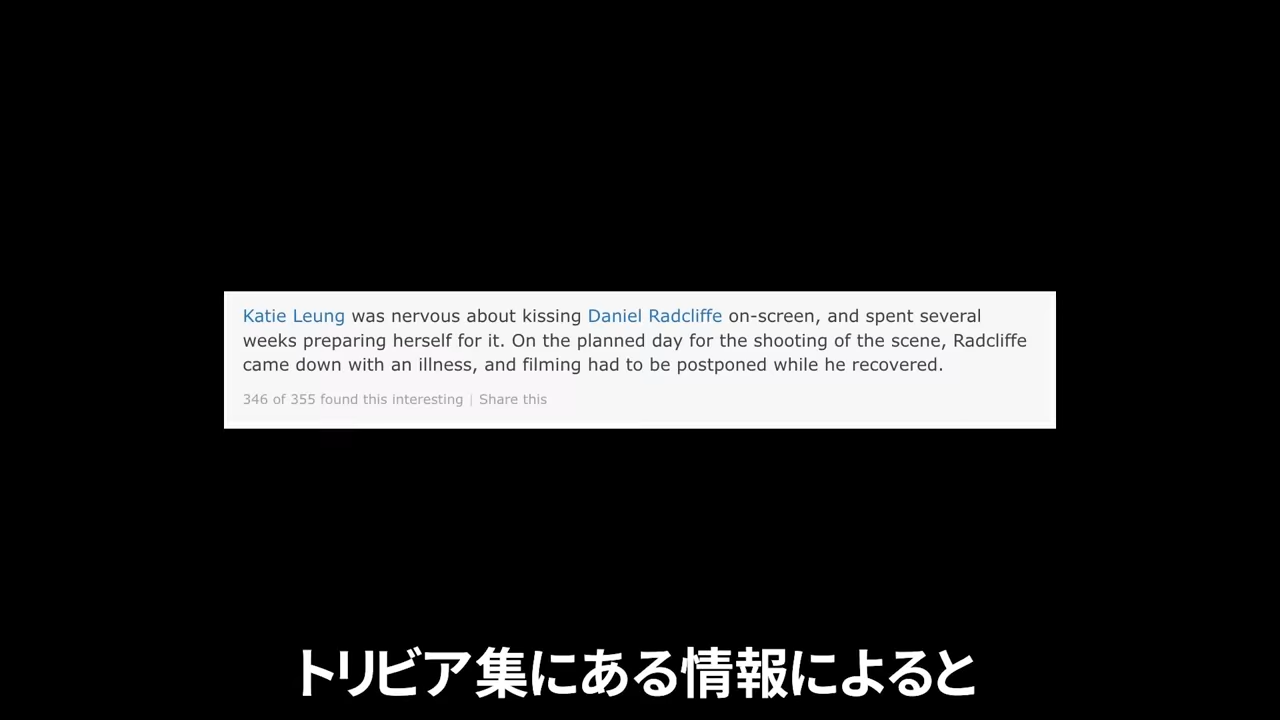 Katie Leung was nervous about kissing Daniel Radcliffe on-screen, and spent several
weeks preparing herself for it. On the planned day for the shooting of the scene, Radcliffe
came down with an illness, and filming had to be postponed while he recovered.
346 of 355 found this interesting | Share this
トリビア集にある情報によると